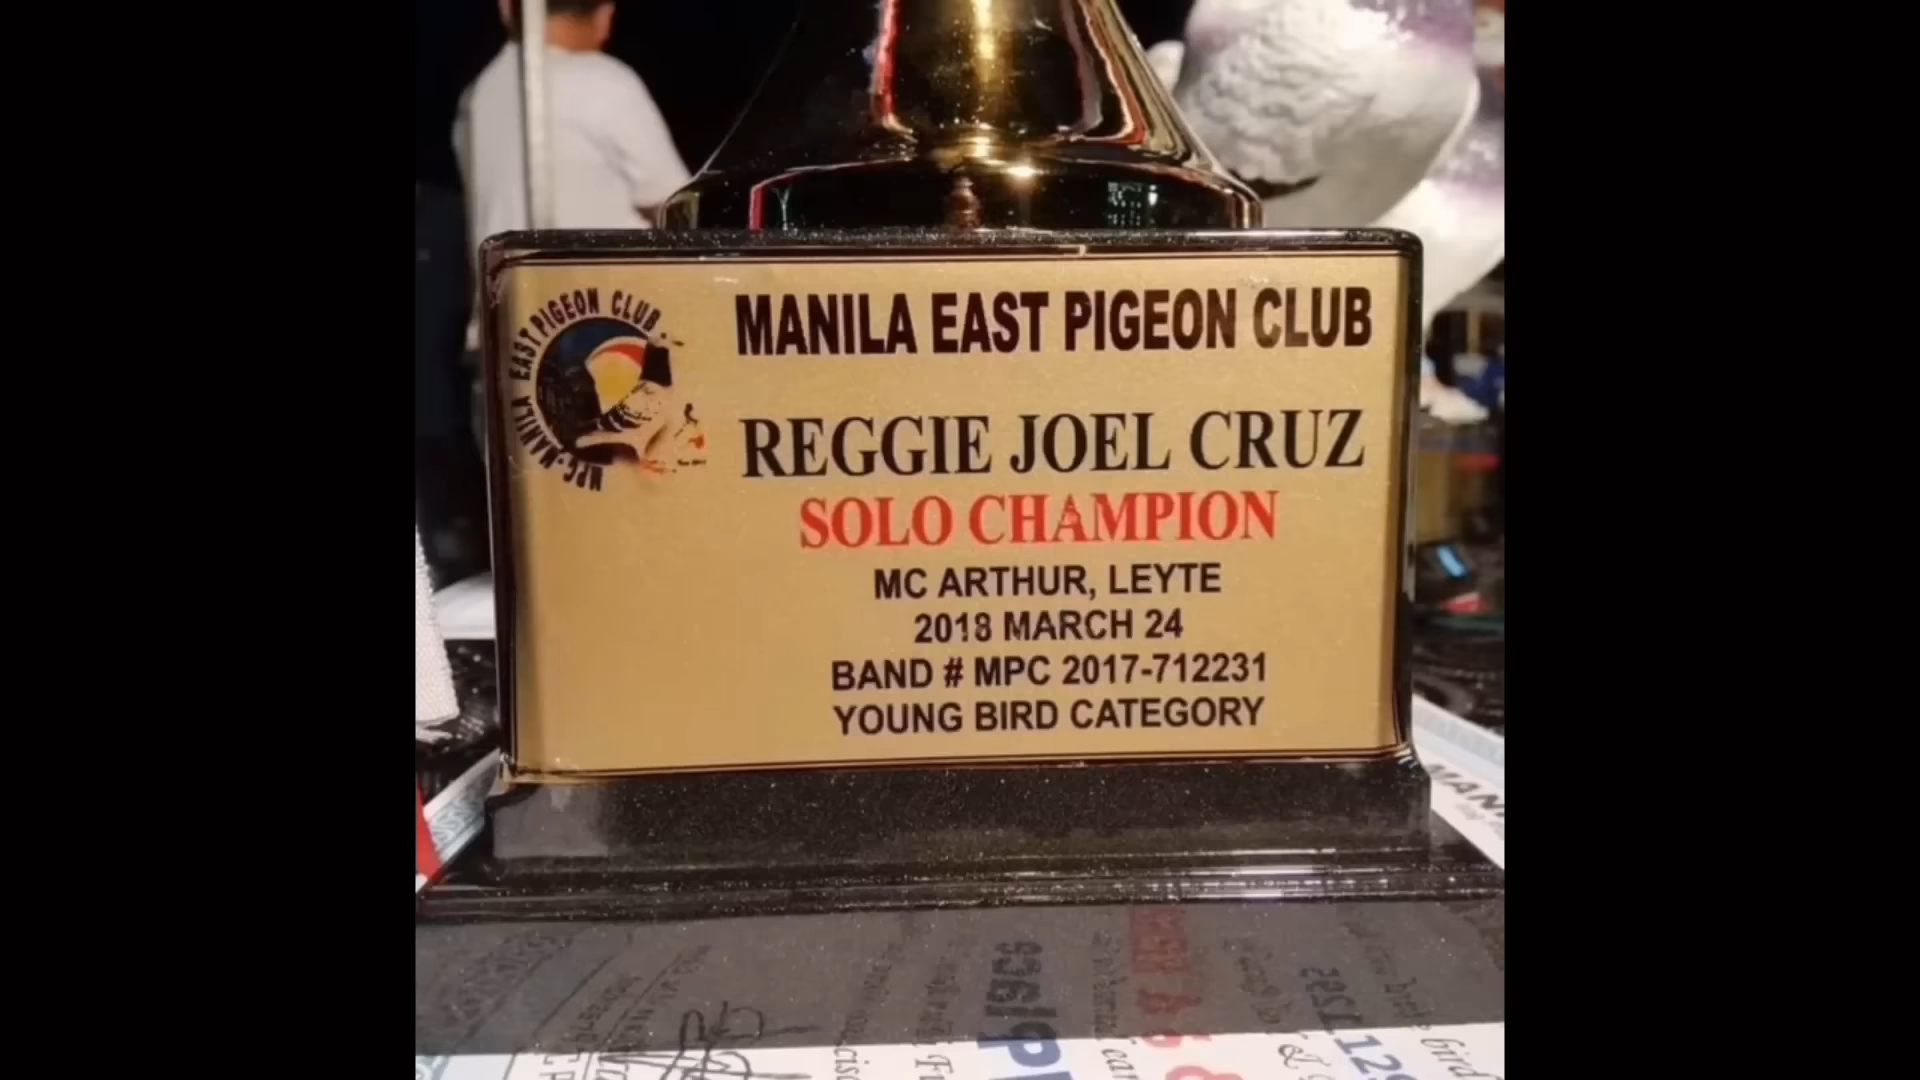 MPC-MANILA EAST PIGEON CLUB
MANILA EAST PIGEON CLUB
REGGIE JOEL CRUZ
SOLO CHAMPION
MC ARTHUR, LEYTE
2018 MARCH 24
BAND # MPC 2017-712231
YOUNG BIRD CATEGORY